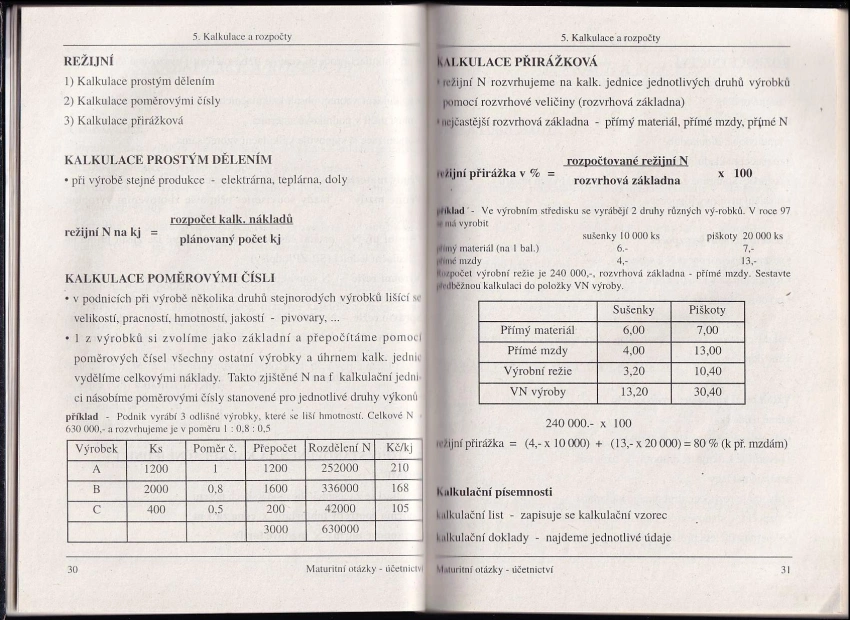 5. Kalkulace a rozpočty
REŽIJNÍ
1) Kalkulace prostým dělením
2) Kalkulace poměrovými čísly
3) Kalkulace přirážková
KALKULACE PROSTÝM DĚLENÍM
• při výrobě stejné produkce - elektrárna, teplárna, doly
rozpočet kalk. nákladů
režijní N na kj =
plánovaný počet kj
KALKULACE POMĚROVÝMI ČÍSLI
• v podnicích při výrobě několika druhů stejnorodých výrobků lišící se
velikostí, pracností, hmotností, jakostí - pivovary, ...
• 1 z výrobků si zvolíme jako základní a přepočítáme pomocí
poměrových čísel všechny ostatní výrobky a úhrnem kalk. jednic
vydělíme celkovými náklady. Takto zjištěné N na f kalkulační jedni-
ci násobíme poměrovými čísly stanovené pro jednotlivé druhy výkonů
příklad - Podnik vyrábí 3 odlišné výrobky, které se liší hmotností. Celkové N -
630 000,- a rozvrhujeme je v poměru 1 : 0,8 : 0,5
Výrobek Ks Poměr č. Přepočet Rozdělení N Kč/kj
A 1200 1 1200 252000 210
B 2000 0,8 1600 336000 168
C 400 0,5 200 42000 105
3000 630000
30 Maturitní otázky - účetnictví
5. Kalkulace a rozpočty
KALKULACE PŘIRÁŽKOVÁ
• režijní N rozvrhujeme na kalk. jednice jednotlivých druhů výrobků
pomocí rozvrhové veličiny (rozvrhová základna)
• nejčastější rozvrhová základna - přímý materiál, přímé mzdy, přímé N
rozpočtované režijní N
režijní přirážka v % = x 100
rozvrhová základna
příklad - Ve výrobním středisku se vyrábějí 2 druhy různých vý-robků. V roce 97
se má vyrobit
sušenky 10 000 ks piškoty 20 000 ks
přímý materiál (na 1 bal.) 6.- 7,-
přímé mzdy 4,- 13,-
Rozpočet výrobní režie je 240 000,-, rozvrhová základna - přímé mzdy. Sestavte
předběžnou kalkulaci do položky VN výroby.
Sušenky Piškoty
Přímý materiál 6,00 7,00
Přímé mzdy 4,00 13,00
Výrobní režie 3,20 10,40
VN výroby 13,20 30,40
240 000.- x 100
režijní přirážka = (4,- x 10 000) + (13,- x 20 000) = 80 % (k př. mzdám)
Kalkulační písemnosti
kalkulační list - zapisuje se kalkulační vzorec
kalkulační doklady - najdeme jednotlivé údaje
Maturitní otázky - účetnictví 31